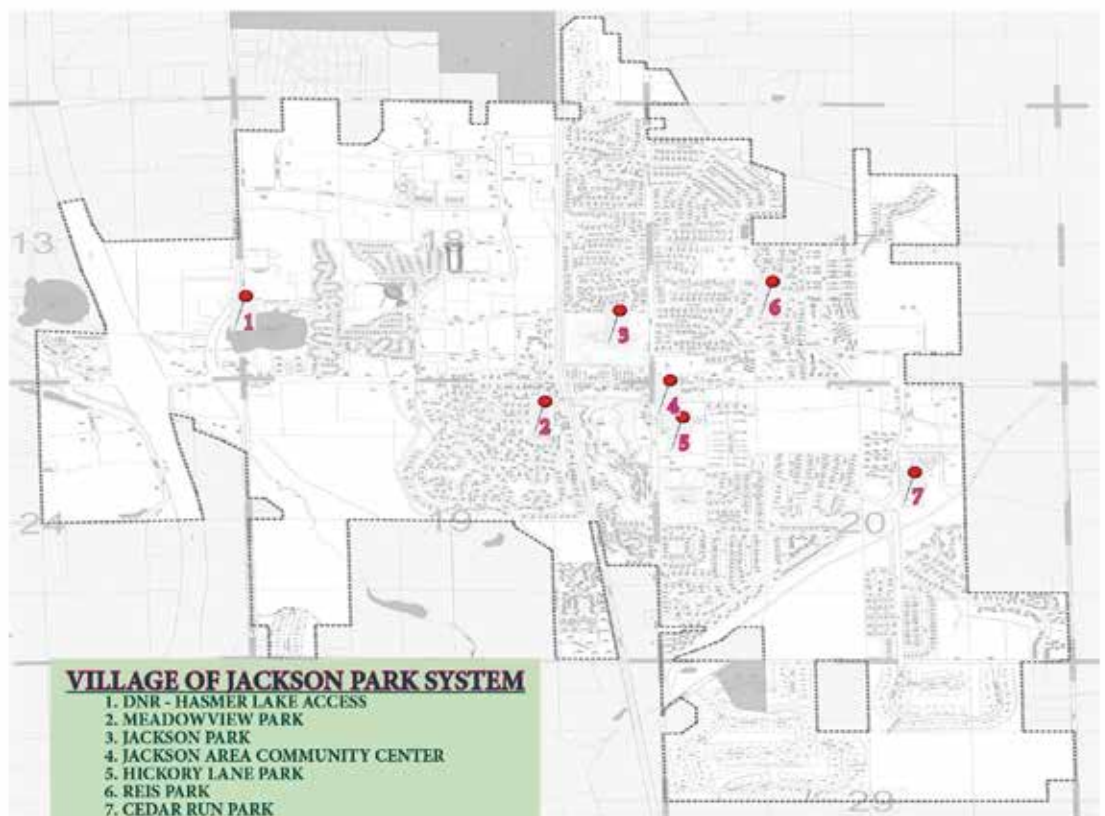 13
18
1
3
6
2
4
5
7
24
19
20
VILLAGE OF JACKSON PARK SYSTEM
1. DNR - HASMER LAKE ACCESS
2. MEADOWVIEW PARK
3. JACKSON PARK
4. JACKSON AREA COMMUNITY CENTER
5. HICKORY LANE PARK
6. REIS PARK
7. CEDAR RUN PARK
29